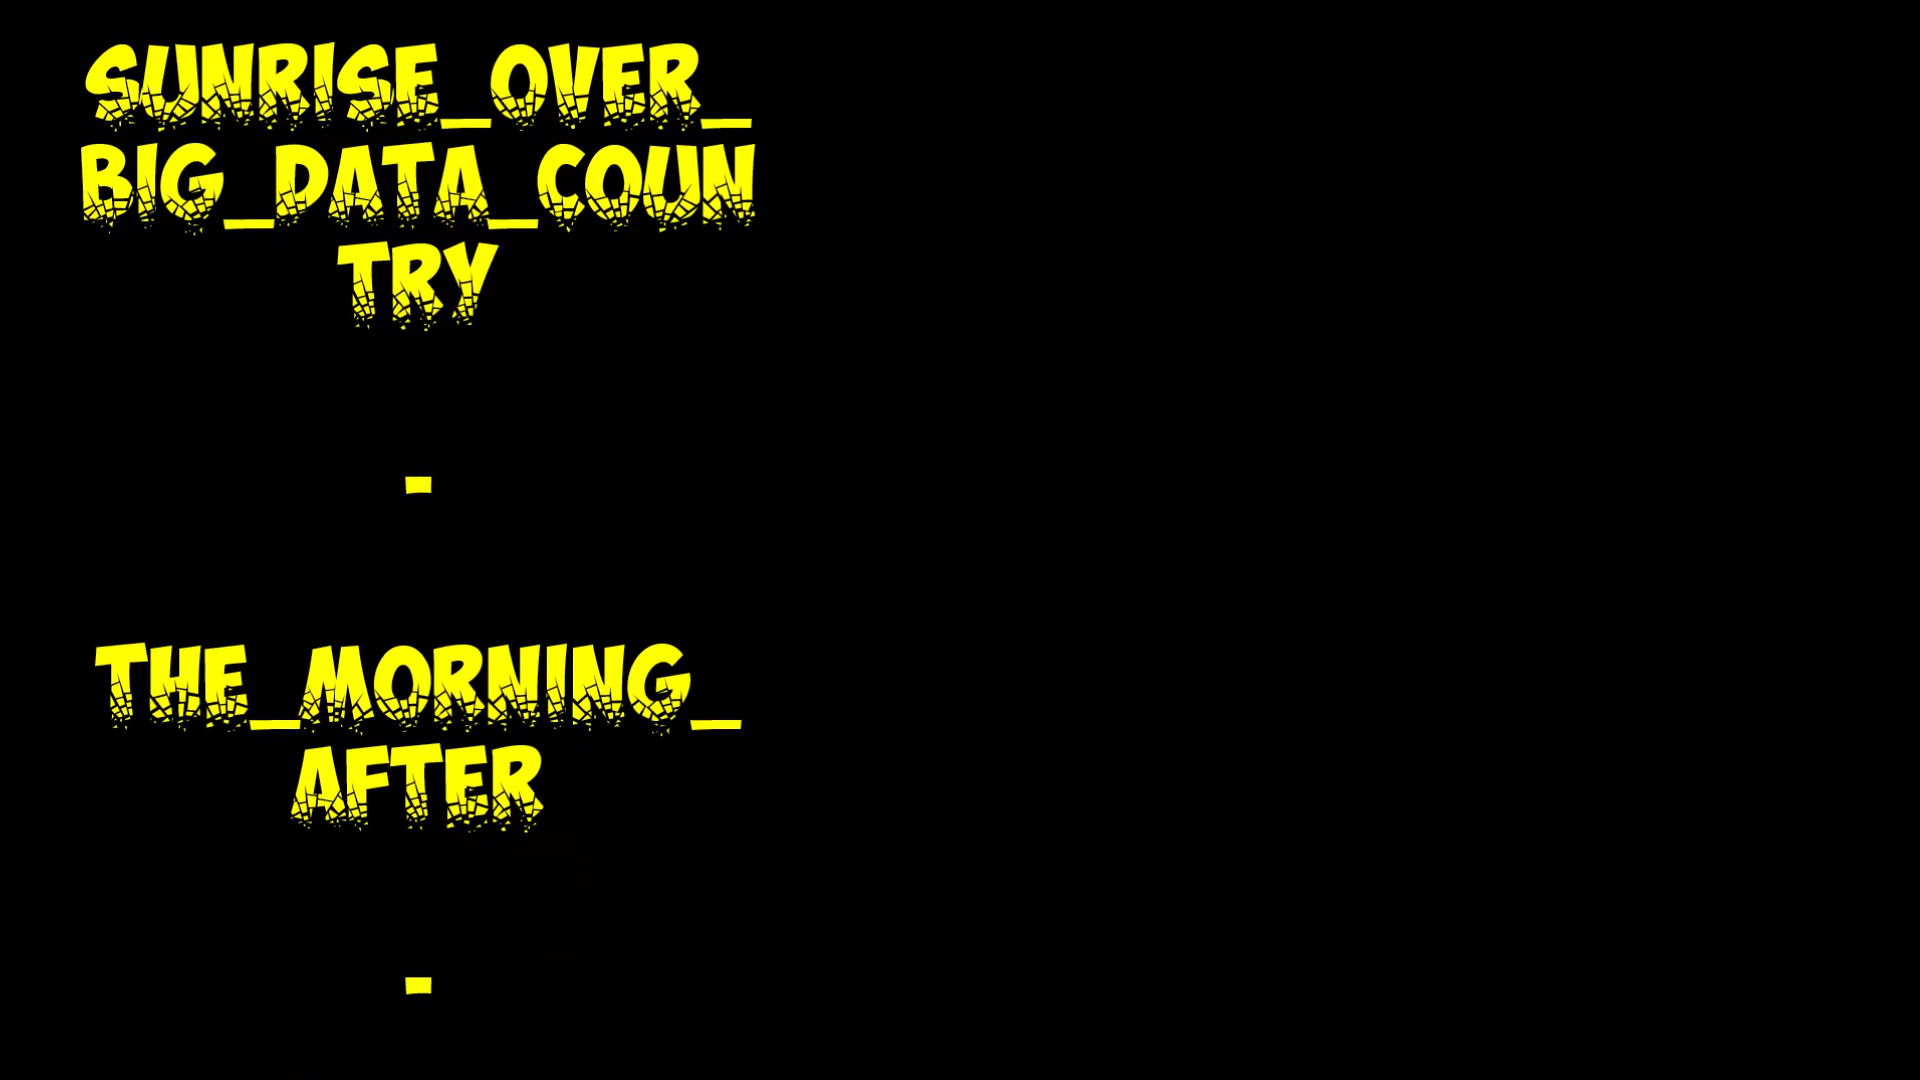 SUNRISE_OVER_
BIG_DATA_COUN
TRY
-
THE_MORNING_
AFTER
-